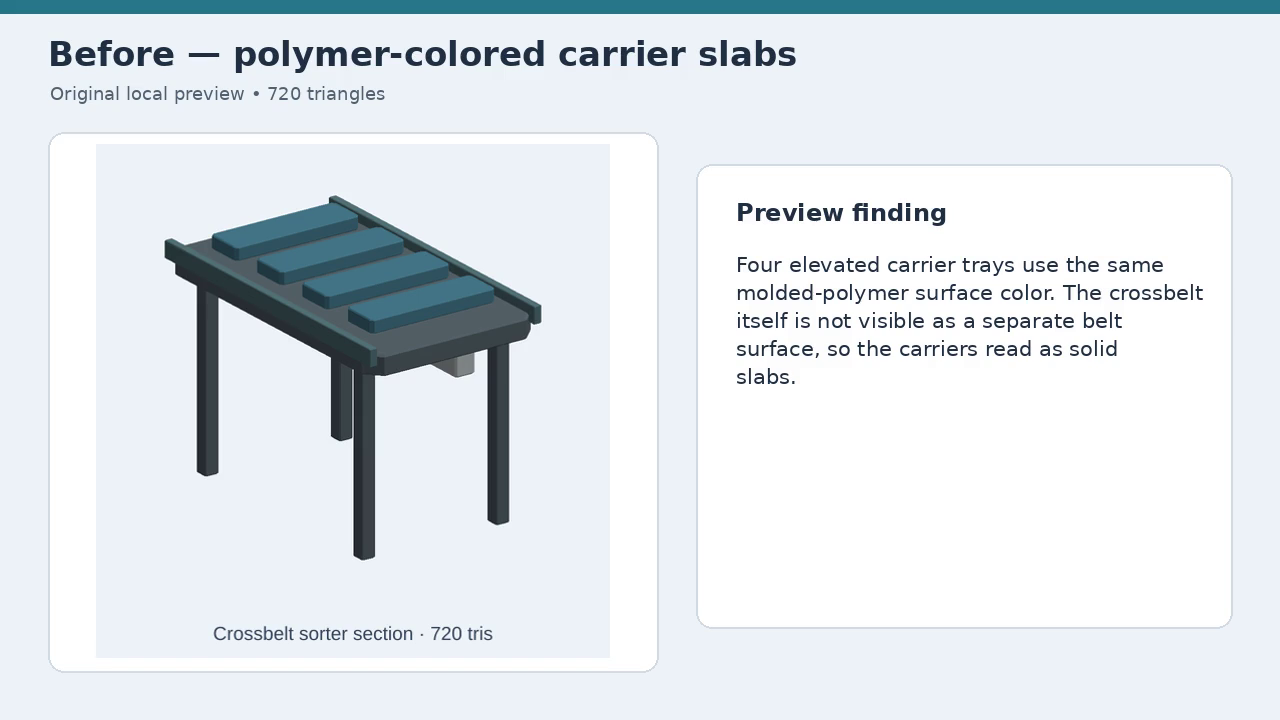 Before — polymer-colored carrier slabs
Original local preview • 720 triangles
Crossbelt sorter section · 720 tris
Preview finding
Four elevated carrier trays use the same
molded-polymer surface color. The crossbelt
itself is not visible as a separate belt
surface, so the carriers read as solid
slabs.